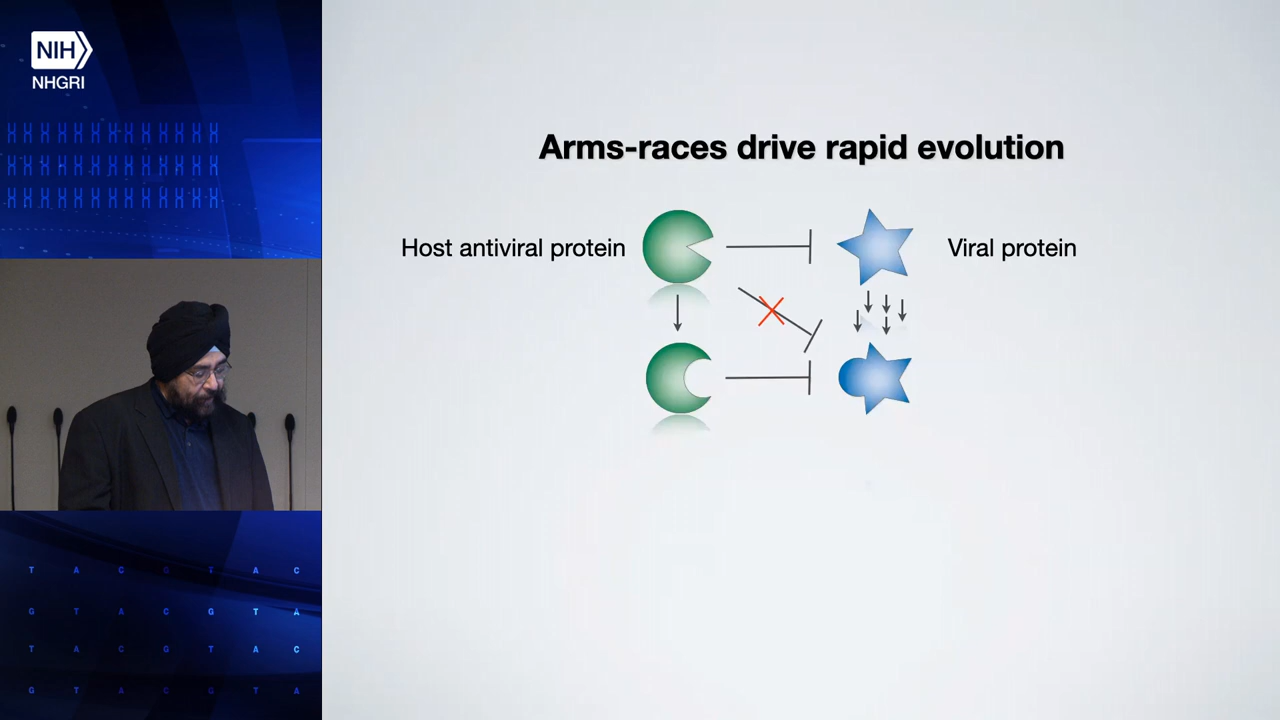 NIH
NHGRI
Arms-races drive rapid evolution
Host antiviral protein
Viral protein
T A C G T A C
G T A C G T A
T A C G T A C
G T A C G T A